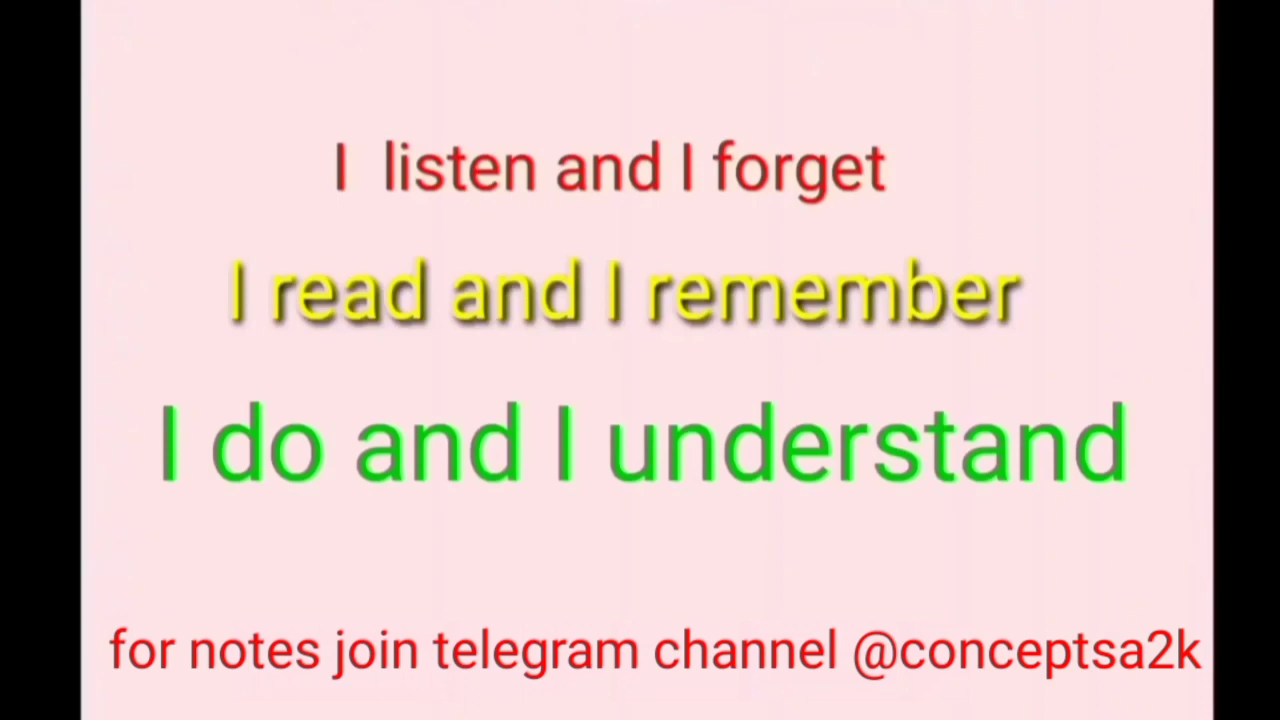 I listen and I forget
I read and I remember
I do and I understand
for notes join telegram channel @conceptsa2k